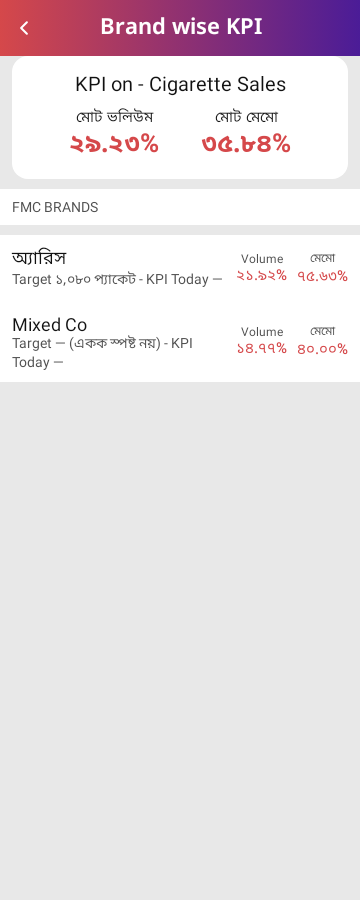 Brand wise KPI
KPI on - Cigarette Sales
মোট ভলিউম মোট মেমো
২৯.২৩% ৩৫.৮৪%
FMC BRANDS
অ্যারিস
Target ১,০৮০ প্যাকেট - KPI Today —
Volume মেমো
২১.৯২% ৭৫.৬৩%
Mixed Co
Target — (একক স্পষ্ট নয়) - KPI
Today —
Volume মেমো
১৪.৭৭% ৪০.০০%